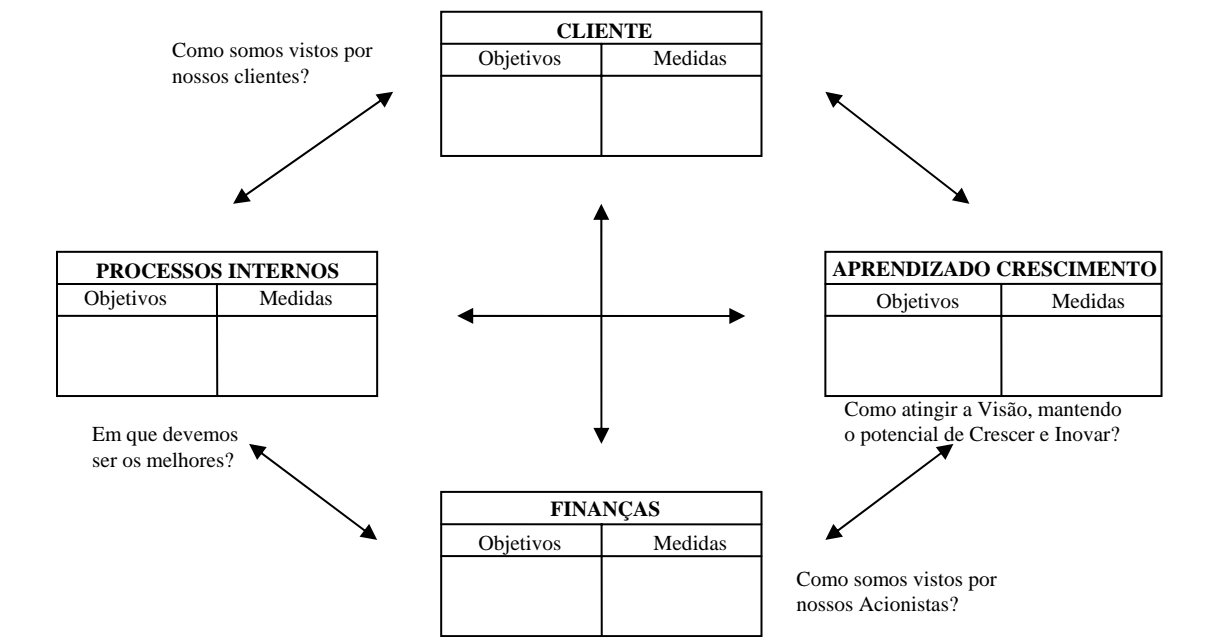 CLIENTE
Objetivos Medidas
Como somos vistos por
nossos clientes?
PROCESSOS INTERNOS
Objetivos Medidas
Em que devemos
ser os melhores?
APRENDIZADO CRESCIMENTO
Objetivos Medidas
Como atingir a Visão, mantendo
o potencial de Crescer e Inovar?
FINANÇAS
Objetivos Medidas
Como somos vistos por
nossos Acionistas?